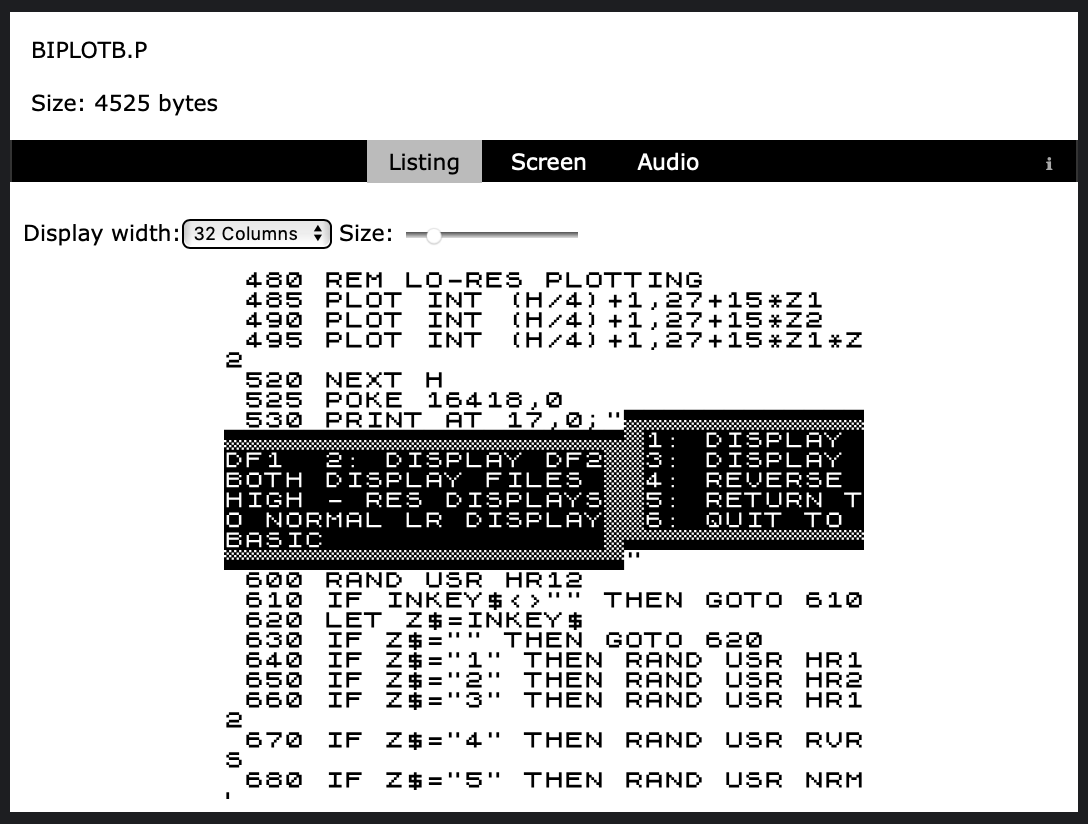 BIPLOTB.P
Size: 4525 bytes
Listing Screen Audio i
Display width: 32 Columns Size:
480 REM LO-RES PLOTTING
485 PLOT INT (H/4)+1,27+15*Z1
490 PLOT INT (H/4)+1,27+15*Z2
495 PLOT INT (H/4)+1,27+15*Z1*Z
2
520 NEXT H
525 POKE 16418,0
530 PRINT AT 17,0;"
1: DISPLAY
DF1 2: DISPLAY DF2 3: DISPLAY
BOTH DISPLAY FILES 4: REVERSE
HIGH - RES DISPLAYS 5: RETURN T
O NORMAL LR DISPLAY 6: QUIT TO
BASIC
"
600 RAND USR HR12
610 IF INKEY$<>"" THEN GOTO 610
620 LET Z$=INKEY$
630 IF Z$="" THEN GOTO 620
640 IF Z$="1" THEN RAND USR HR1
650 IF Z$="2" THEN RAND USR HR2
660 IF Z$="3" THEN RAND USR HR1
2
670 IF Z$="4" THEN RAND USR RVR
S
680 IF Z$="5" THEN RAND USR NRM